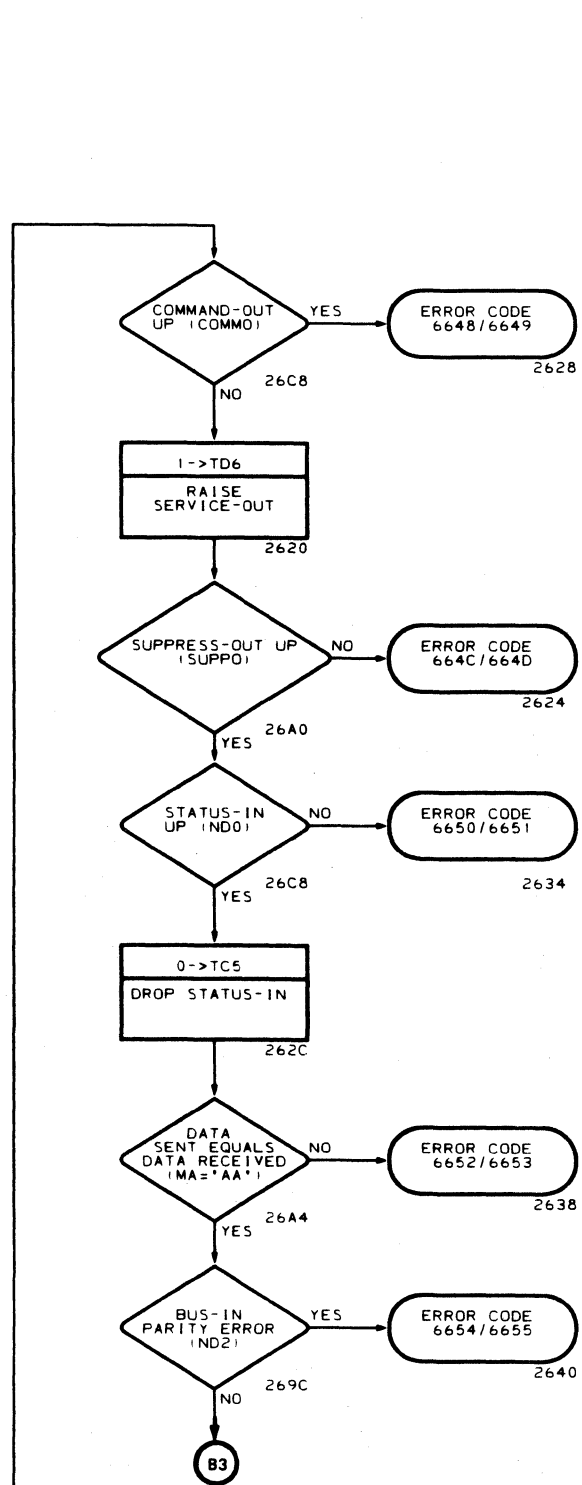 COMMAND-OUT
UP (COMMO)
YES
ERROR CODE
6648/6649
2628
26C8
NO
1->TD6
RAISE
SERVICE-OUT
2620
SUPPRESS-OUT UP
(SUPPO)
NO
ERROR CODE
664C/664D
2624
26A0
YES
STATUS-IN
UP (ND0)
NO
ERROR CODE
6650/6651
2634
26C8
YES
0->TC5
DROP STATUS-IN
262C
DATA
SENT EQUALS
DATA RECEIVED
(MA='AA')
NO
ERROR CODE
6652/6653
2638
26A4
YES
BUS-IN
PARITY ERROR
(ND2)
YES
ERROR CODE
6654/6655
2640
269C
NO
B3